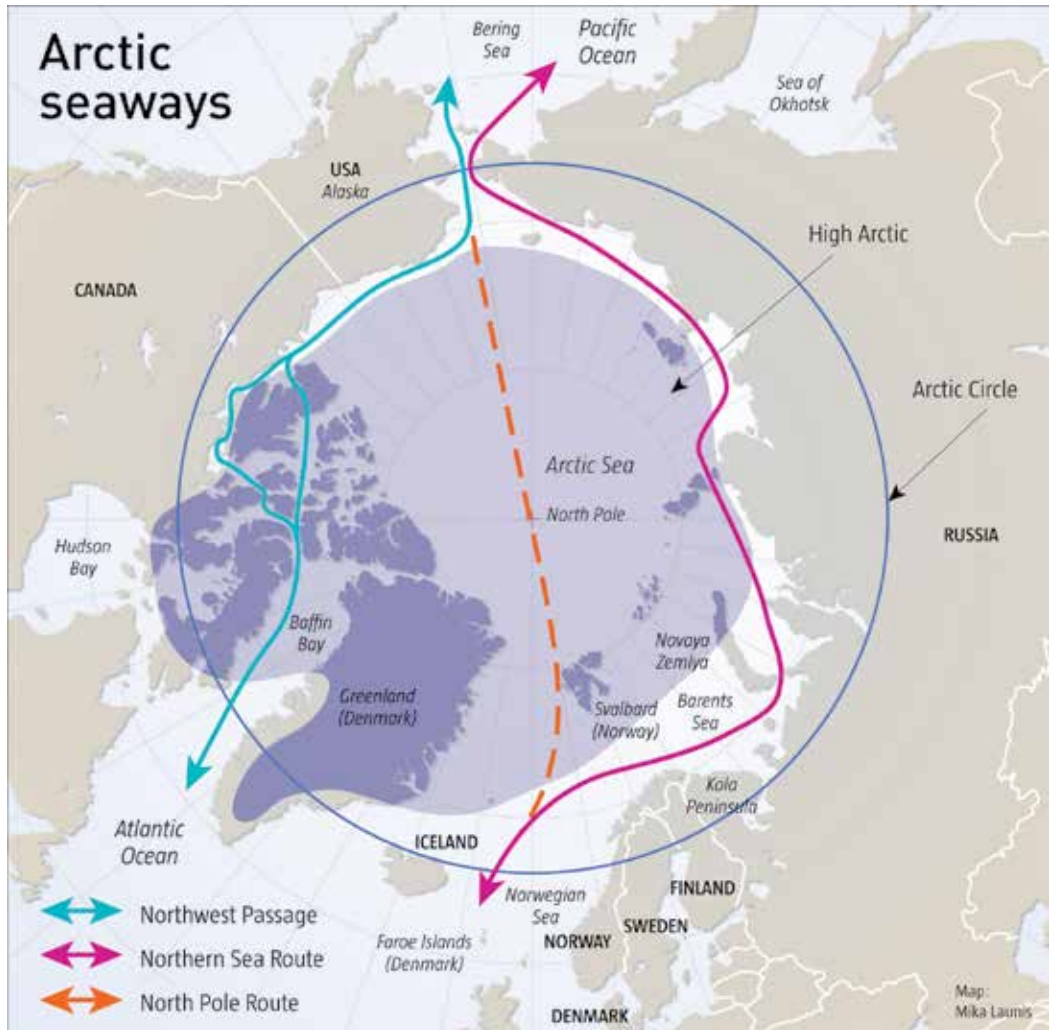 Arctic
seaways
Bering
Sea
Pacific
Ocean
Sea of
Okhotsk
USA
Alaska
High Arctic
CANADA
Arctic Circle
Arctic Sea
North Pole
RUSSIA
Hudson
Bay
Baffin
Bay
Novaya
Zemlya
Greenland
(Denmark)
Svalbard
(Norway)
Barents
Sea
Kola
Peninsula
Atlantic
Ocean
ICELAND
Norwegian
Sea
FINLAND
SWEDEN
NORWAY
Faroe Islands
(Denmark)
DENMARK
Northwest Passage
Northern Sea Route
North Pole Route
Map:
Mika Launis